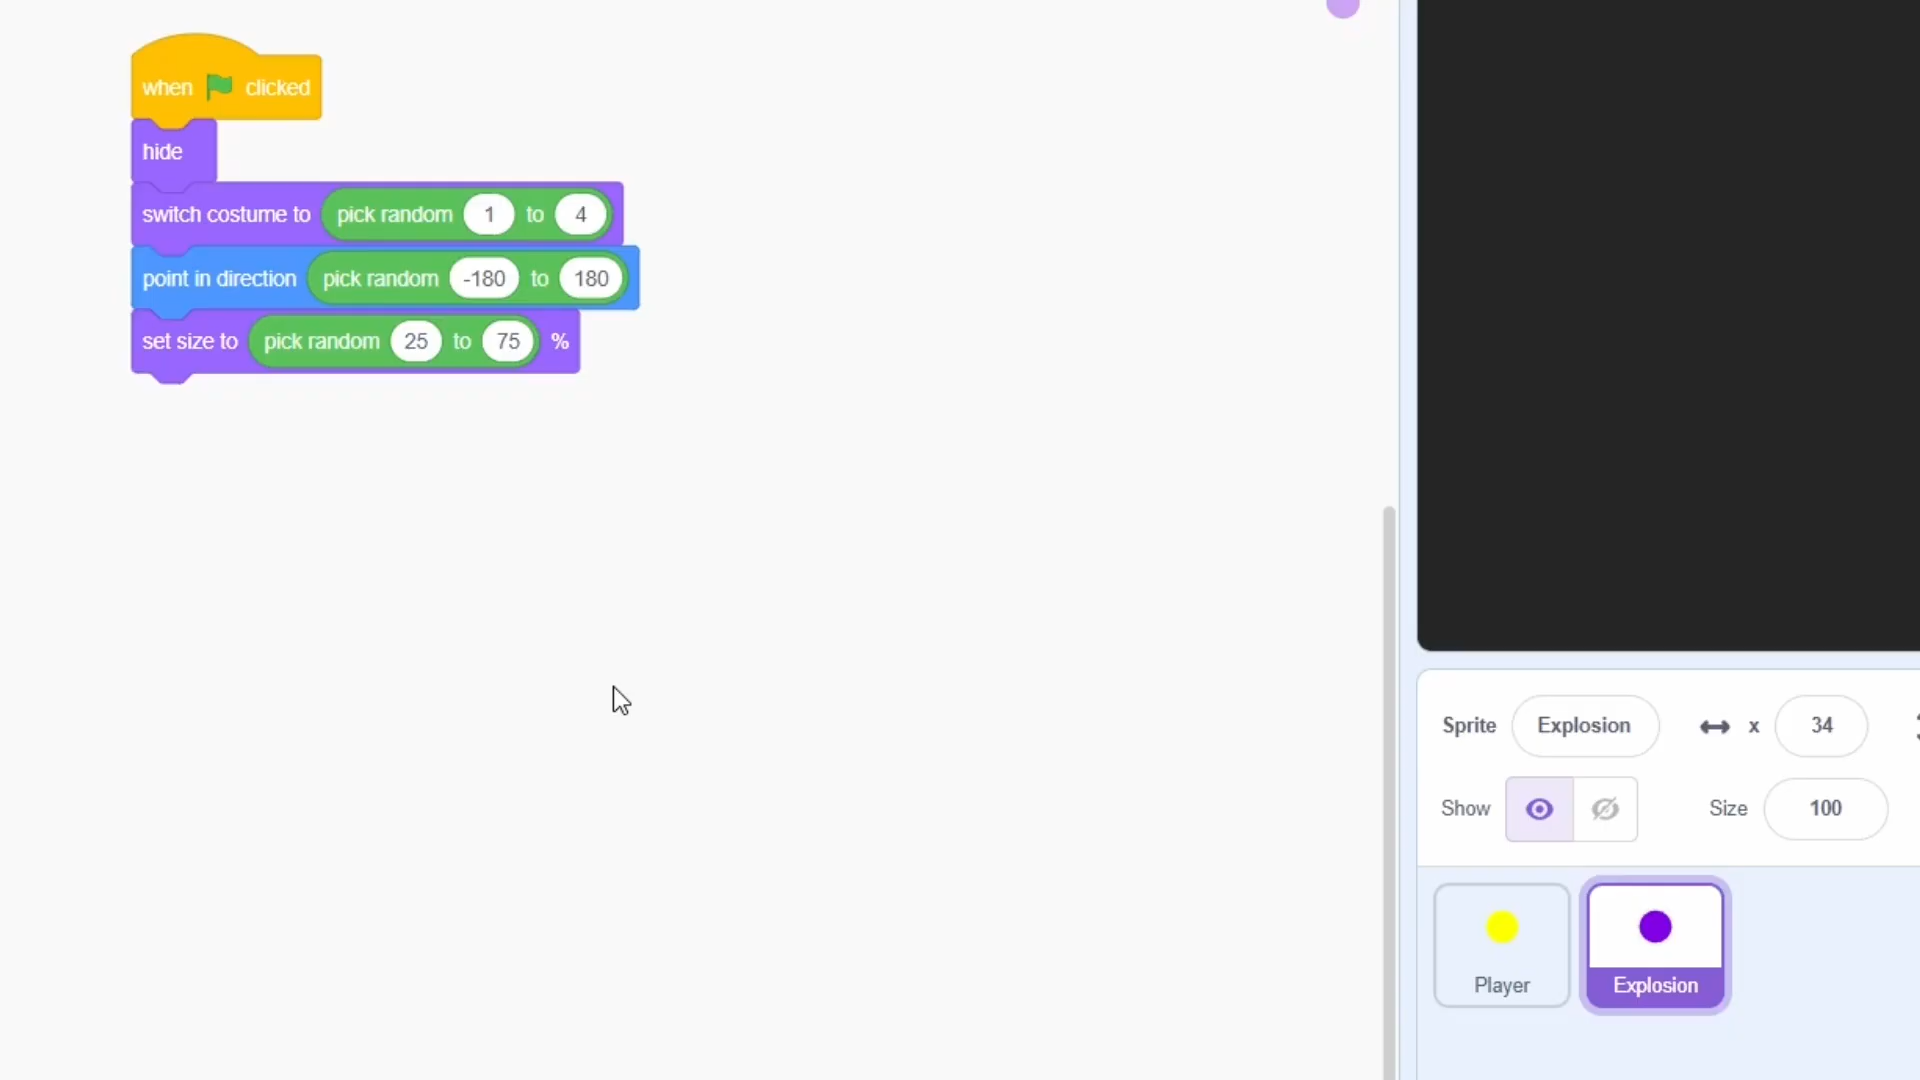 when clicked
hide
switch costume to pick random 1 to 4
point in direction pick random -180 to 180
set size to pick random 25 to 75 %
Sprite Explosion x 34
Show Size 100
Player Explosion